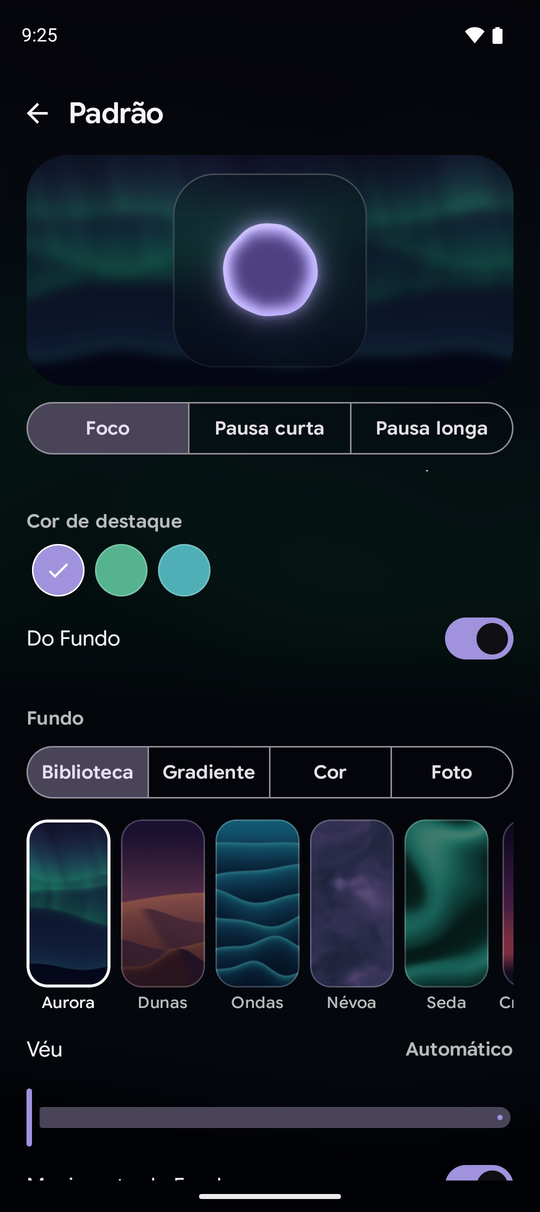 9:25
Padrão
Foco
Pausa curta
Pausa longa
Cor de destaque
Do Fundo
Fundo
Biblioteca
Gradiente
Cor
Foto
Aurora
Dunas
Ondas
Névoa
Seda
Véu
Automático